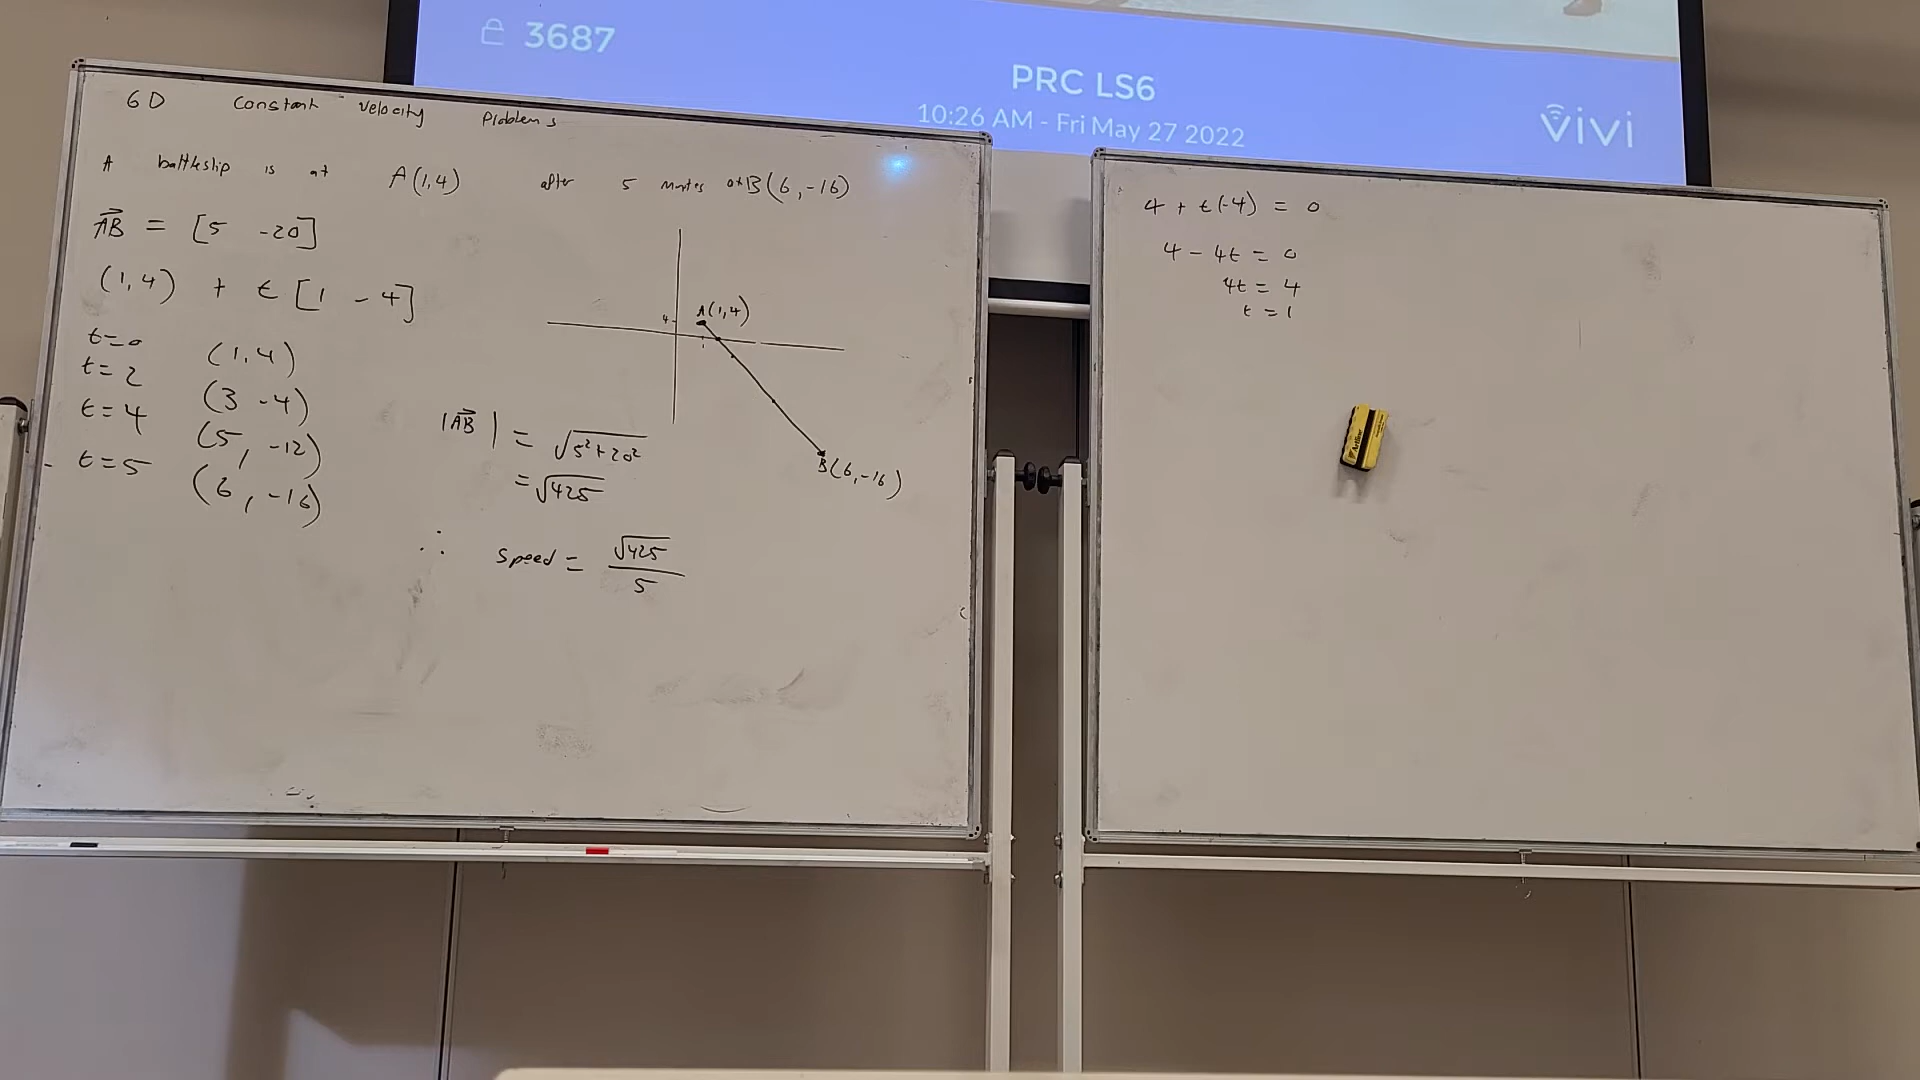 3687
PRC LS6
10:26 AM - Fri May 27 2022
vivi
6D constant velocity Problems
A battleship is at A(1,4) after 5 at B(6,-16)
AB = [5 -20]
(1,4) + t [1 -4]
t=0 (1,4)
t=2 (3 -4)
t=4 (5, -12)
t=5 (6, -16)
4
A(1,4)
B(6,-16)
|AB| = √5²+20²
= √425
∴ speed = √425
5
4 + t(-4) = 0
4 - 4t = 0
4t = 4
t = 1
Artline